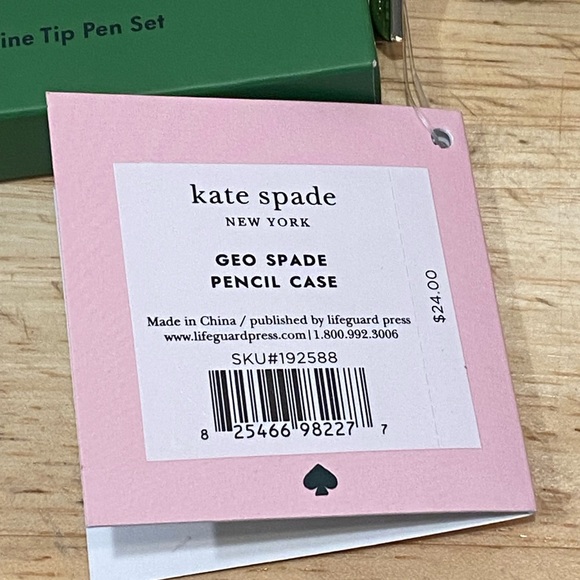 ine Tip Pen Set
kate spade
NEW YORK
GEO SPADE
PENCIL CASE
Made in China / published by lifeguard press
www.lifeguardpress.com|1.800.992.3006
SKU#192588
8 25466 98227 7
$24.00